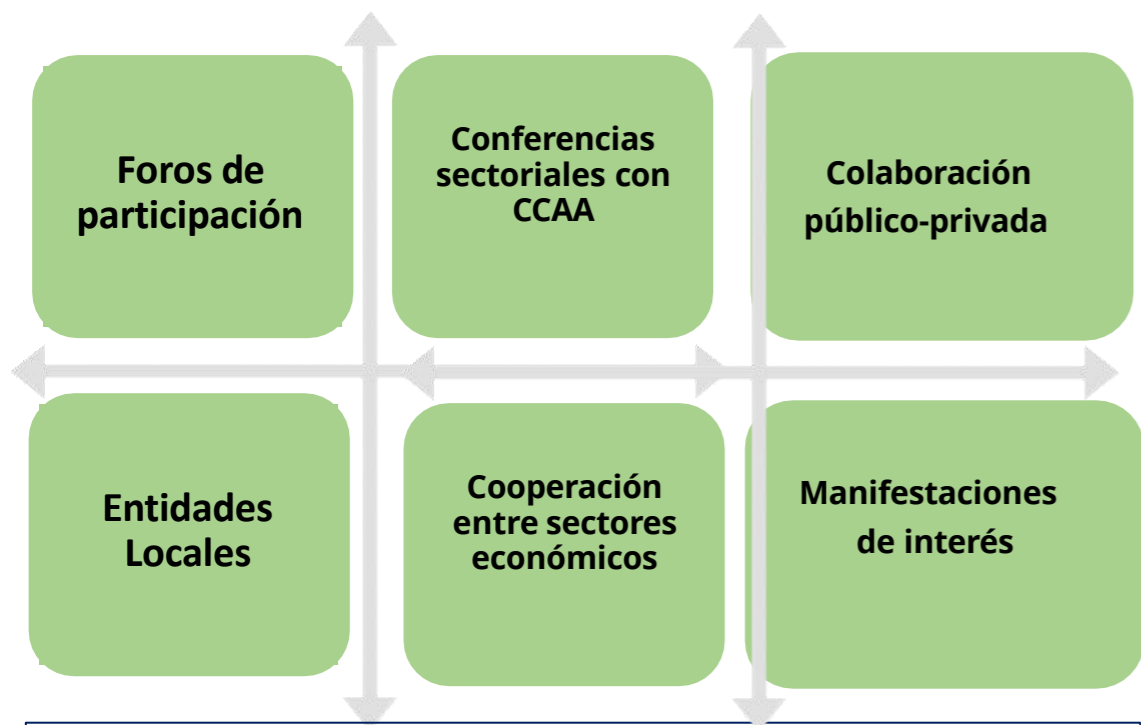 Foros de
participación
Conferencias
sectoriales con
CCAA
Colaboración
público-privada
Entidades
Locales
Cooperación
entre sectores
económicos
Manifestaciones
de interés